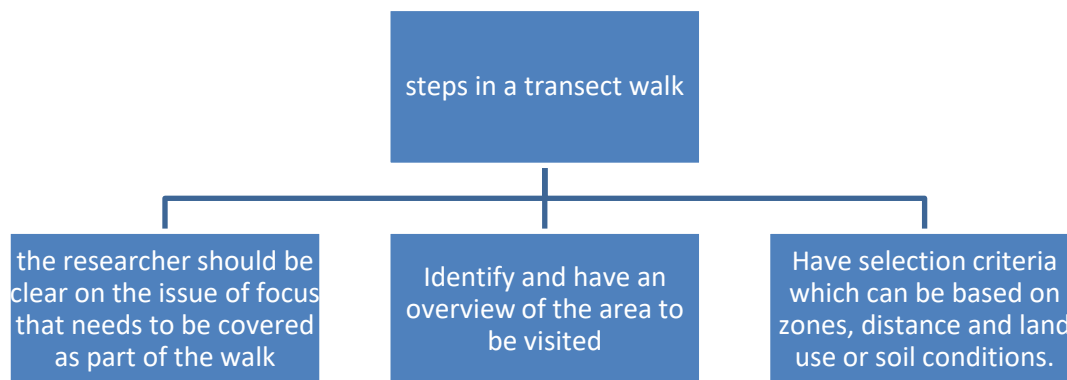 steps in a transect walk
the researcher should be
clear on the issue of focus
that needs to be covered
as part of the walk
Identify and have an
overview of the area to
be visited
Have selection criteria
which can be based on
zones, distance and land
use or soil conditions.